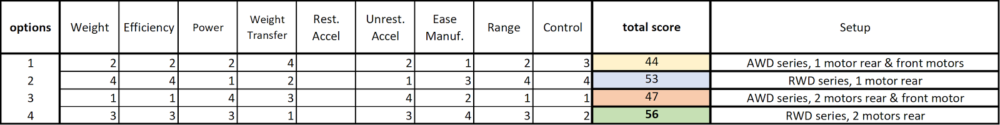 options Weight Efficiency Power Weight Transfer Rest. Accel Unrest. Accel Ease Manuf. Range Control total score Setup
1 2 2 2 4 2 1 2 3 44 AWD series, 1 motor rear & front motors
2 4 4 1 2 1 3 4 4 53 RWD series, 1 motor rear
3 1 1 4 3 4 2 1 1 47 AWD series, 2 motors rear & front motor
4 3 3 3 1 3 4 3 2 56 RWD series, 2 motors rear